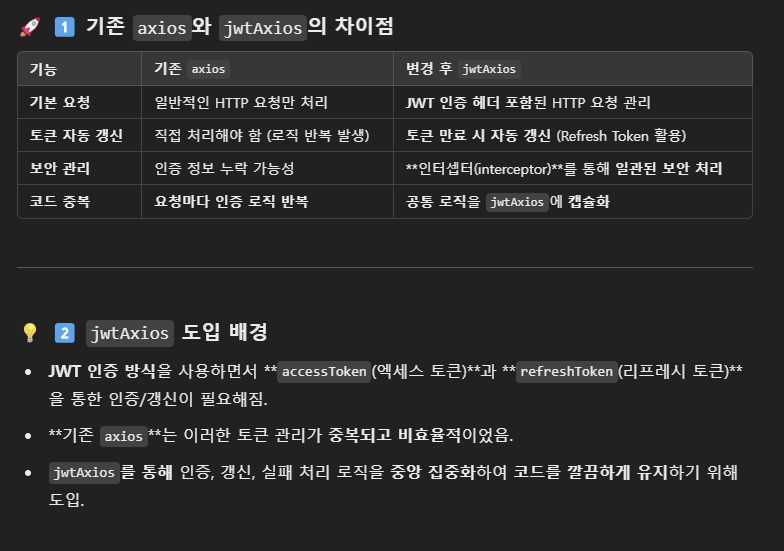 🚀 1️⃣ 기존 axios와 jwtAxios의 차이점
기능 기존 axios 변경 후 jwtAxios
기본 요청 일반적인 HTTP 요청만 처리 JWT 인증 헤더 포함된 HTTP 요청 관리
토큰 자동 갱신 직접 처리해야 함 (로직 반복 발생) 토큰 만료 시 자동 갱신 (Refresh Token 활용)
보안 관리 인증 정보 누락 가능성 **인터셉터(interceptor)**를 통해 일관된 보안 처리
코드 중복 요청마다 인증 로직 반복 공통 로직을 jwtAxios에 캡슐화
💡 2️⃣ jwtAxios 도입 배경
• JWT 인증 방식을 사용하면서 **accessToken(엑세스 토큰)**과 **refreshToken(리프레시 토큰)**
을 통한 인증/갱신이 필요해짐.
• **기존 axios**는 이러한 토큰 관리가 중복되고 비효율적이었음.
• jwtAxios를 통해 인증, 갱신, 실패 처리 로직을 중앙 집중화하여 코드를 깔끔하게 유지하기 위해
도입.